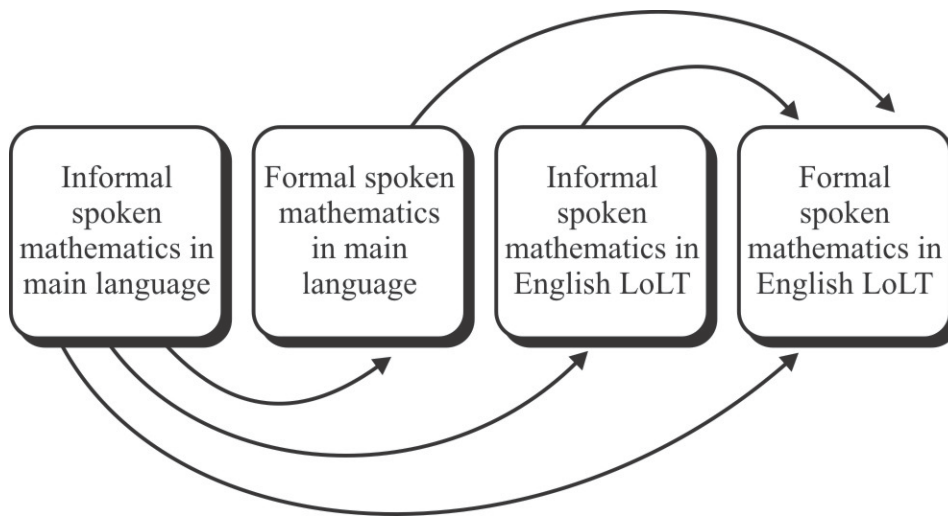 Informal
spoken
mathematics in
main language
Formal spoken
mathematics
in main
language
Informal
spoken
mathematics in
English LoLT
Formal
spoken
mathematics in
English LoLT